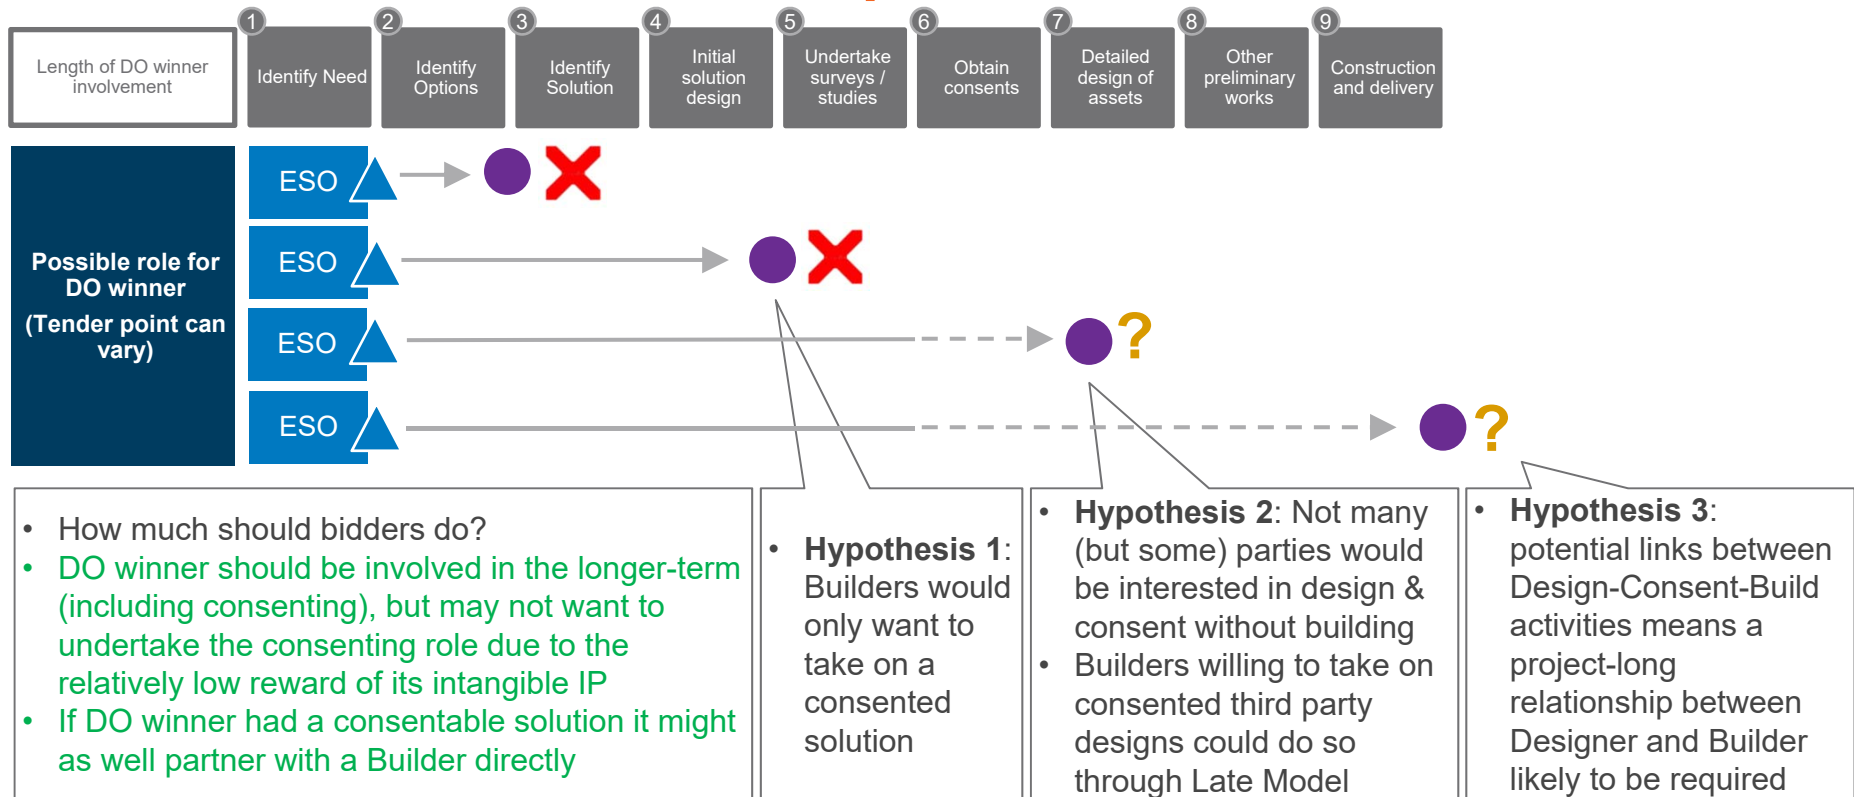 1
2
3
4
5
6
7
8
9
Length of DO winner
involvement
Identify Need
Identify
Options
Identify
Solution
Initial
solution
design
Undertake
surveys /
studies
Obtain
consents
Detailed
design of
assets
Other
preliminary
works
Construction
and delivery
Possible role for
DO winner
(Tender point can
vary)
ESO
ESO
ESO
?
ESO
?
• How much should bidders do?
• DO winner should be involved in the longer-term
(including consenting), but may not want to
undertake the consenting role due to the
relatively low reward of its intangible IP
• If DO winner had a consentable solution it might
as well partner with a Builder directly
• Hypothesis 1:
Builders would
only want to
take on a
consented
solution
• Hypothesis 2: Not many
(but some) parties would
be interested in design &
consent without building
• Builders willing to take on
consented third party
designs could do so
through Late Model
• Hypothesis 3:
potential links between
Design-Consent-Build
activities means a
project-long
relationship between
Designer and Builder
likely to be required